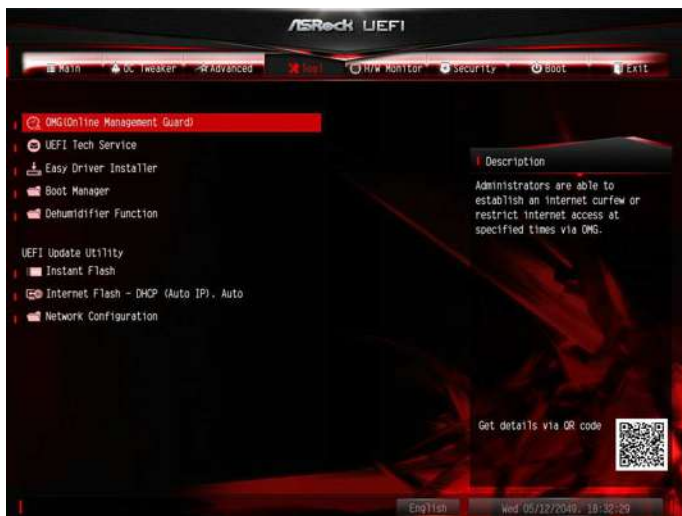 ASRock UEFI
Main OC Tweaker Advanced Tool H/W Monitor Security Boot Exit
OMG(Online Management Guard)
UEFI Tech Service
Easy Driver Installer
Boot Manager
Dehumidifier Function
UEFI Update Utility
Instant Flash
Internet Flash - DHCP (Auto IP), Auto
Network Configuration
Description
Administrators are able to
establish an internet curfew or
restrict internet access at
specified times via OMG.
Get details via QR code
English
Wed 05/12/2049, 18:32:29